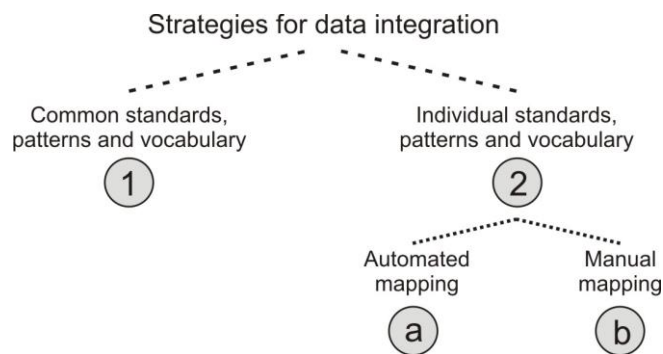 Strategies for data integration
Common standards,
patterns and vocabulary
1
Individual standards,
patterns and vocabulary
2
Automated
mapping
a
Manual
mapping
b